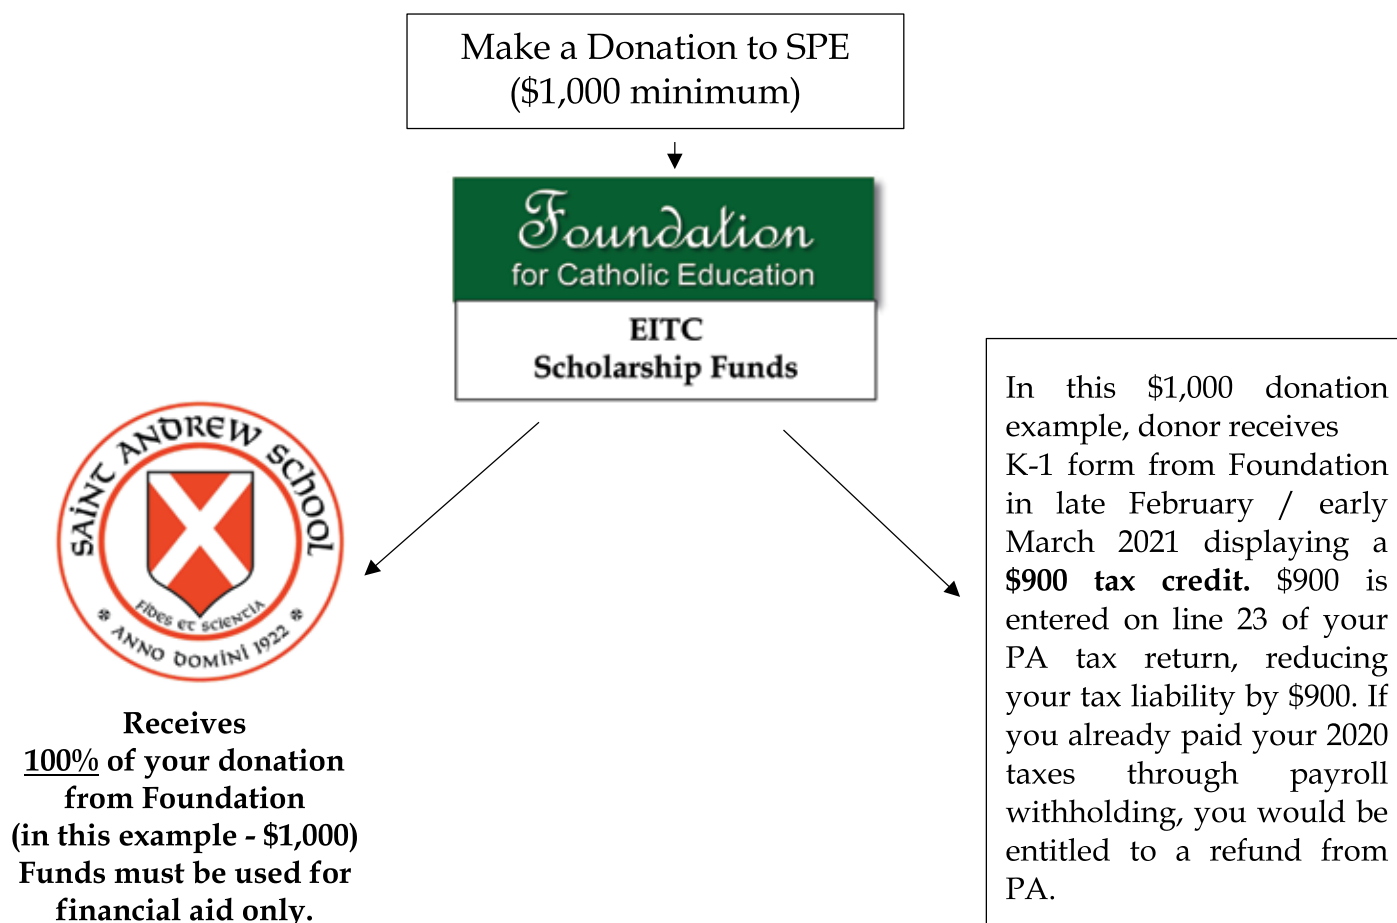 Make a Donation to SPE
($1,000 minimum)
Foundation
for Catholic Education
EITC
Scholarship Funds
SAINT ANDREW SCHOOL
FIDES ET SCIENTIA
ANNO DOMINI 1922
Receives
100% of your donation
from Foundation
(in this example - $1,000)
Funds must be used for
financial aid only.
In this $1,000 donation
example, donor receives
K-1 form from Foundation
in late February / early
March 2021 displaying a
$900 tax credit. $900 is
entered on line 23 of your
PA tax return, reducing
your tax liability by $900. If
you already paid your 2020
taxes through payroll
withholding, you would be
entitled to a refund from
PA.